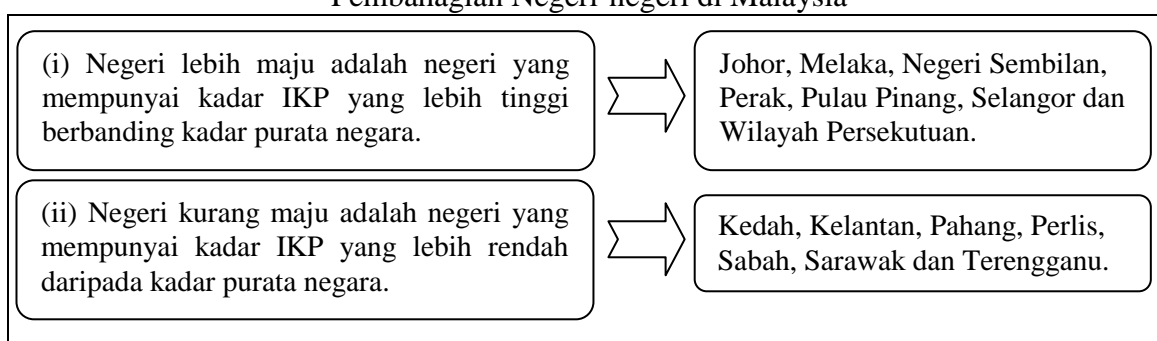 Pembahagian Negeri-negeri di Malaysia
(i) Negeri lebih maju adalah negeri yang
mempunyai kadar IKP yang lebih tinggi
berbanding kadar purata negara.
Johor, Melaka, Negeri Sembilan,
Perak, Pulau Pinang, Selangor dan
Wilayah Persekutuan.
(ii) Negeri kurang maju adalah negeri yang
mempunyai kadar IKP yang lebih rendah
daripada kadar purata negara.
Kedah, Kelantan, Pahang, Perlis,
Sabah, Sarawak dan Terengganu.